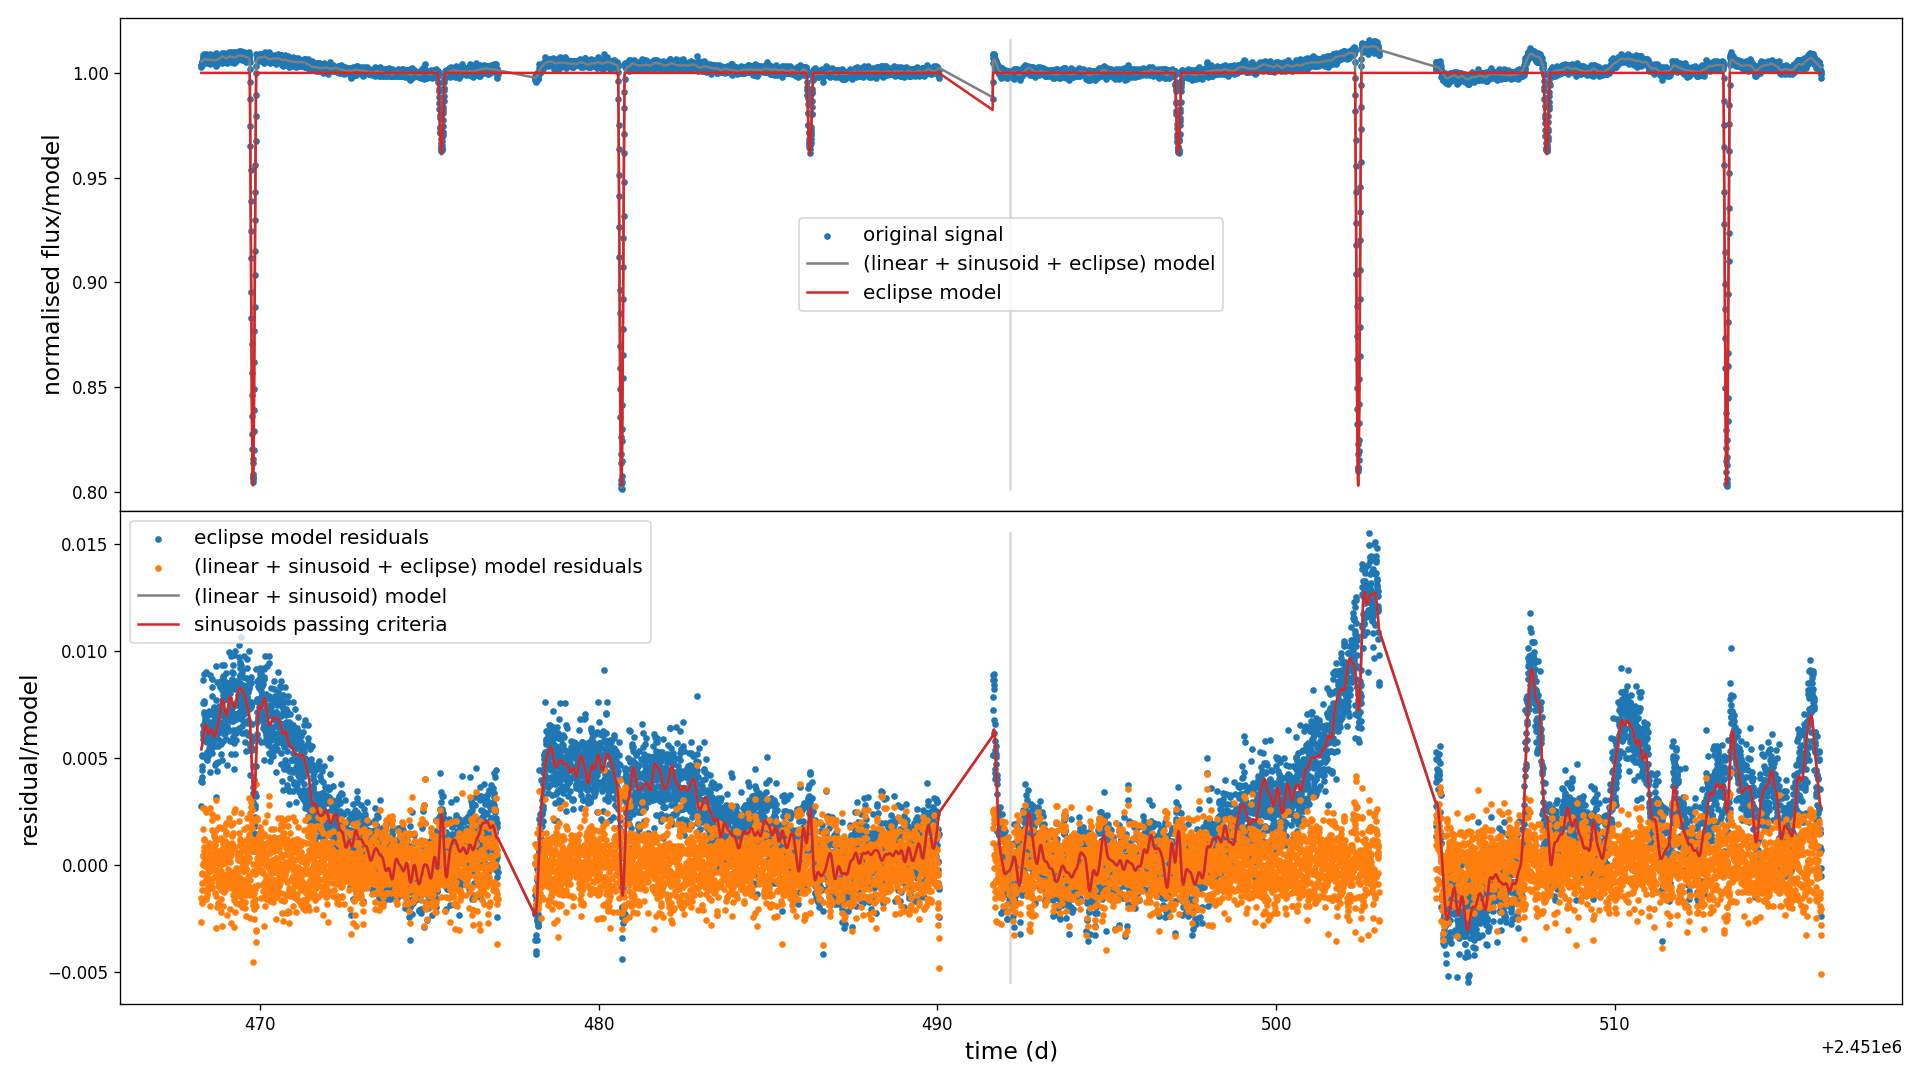 normalised flux/model
1.00
0.95
0.90
0.85
0.80
original signal
(linear + sinusoid + eclipse) model
eclipse model
residual/model
0.015
0.010
0.005
0.000
−0.005
eclipse model residuals
(linear + sinusoid + eclipse) model residuals
(linear + sinusoid) model
sinusoids passing criteria
470 480 490 500 510
time (d)
+2.451e6